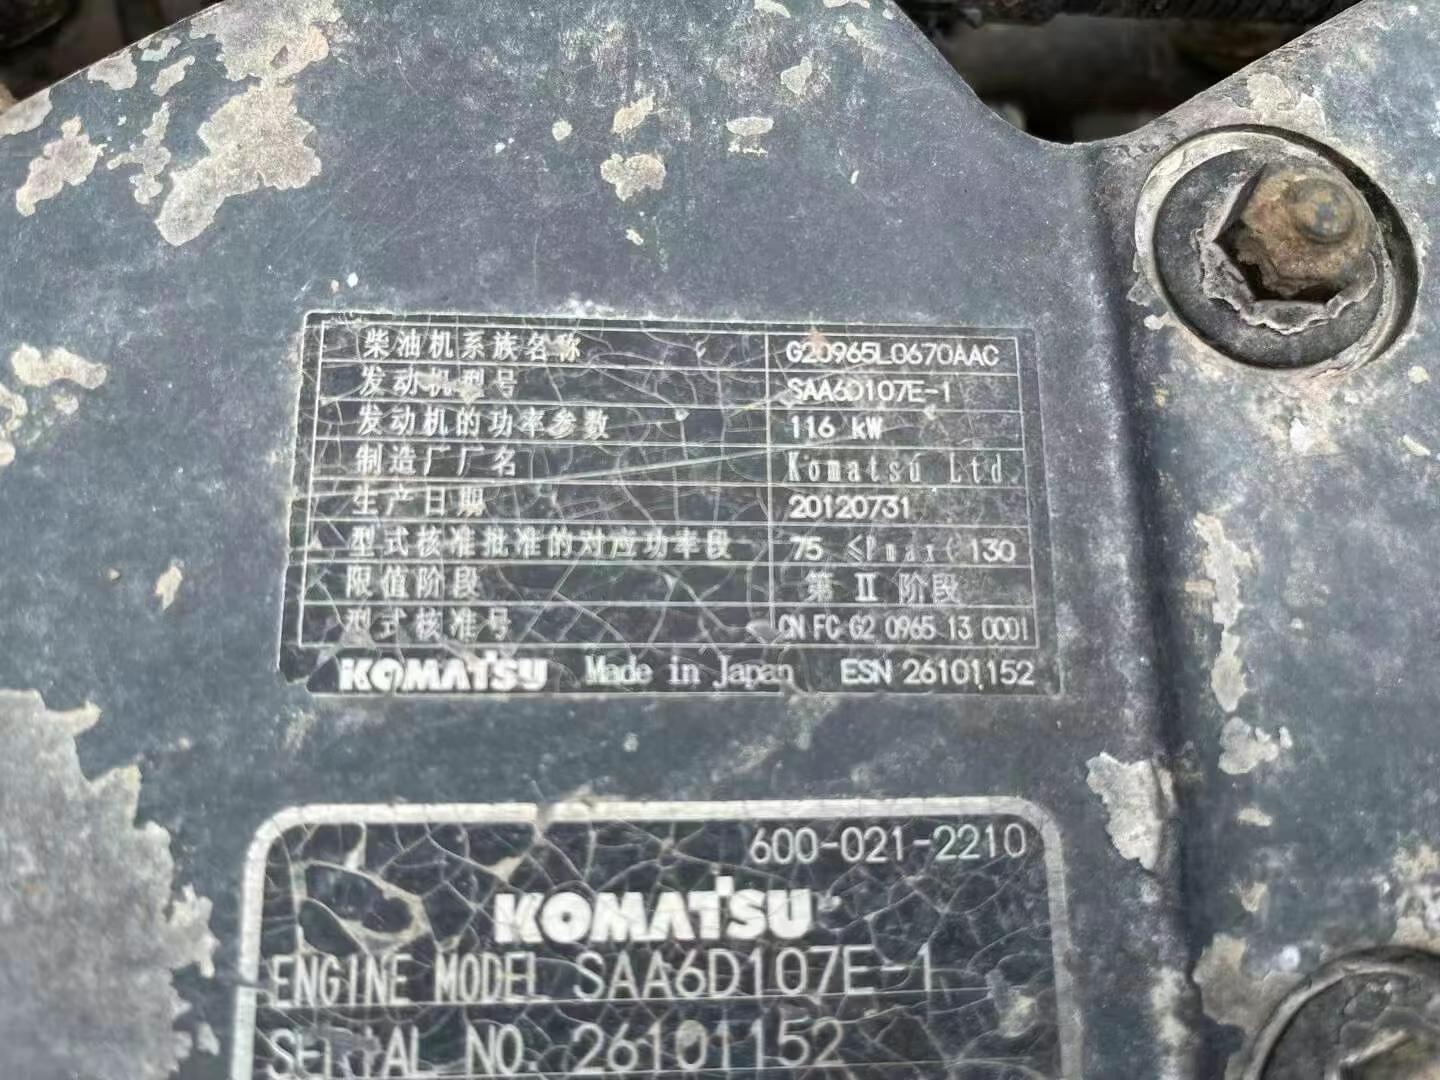 柴油机系族名称 G20965L0670AAC
发动机型号 SAA6D107E-1
发动机的功率参数 116 kW
制造厂厂名 Komatsu Ltd
生产日期 20120731
型式核准批准的对应功率段 75 ≤Pmax< 130
限值阶段 第 Ⅱ 阶段
型式核准号 CN FC G2 0965 13 0001
KOMATSU Made in Japan ESN 26101152
600-021-2210
KOMATSU
ENGINE MODEL SAA6D107E-1
SERIAL NO. 26101152